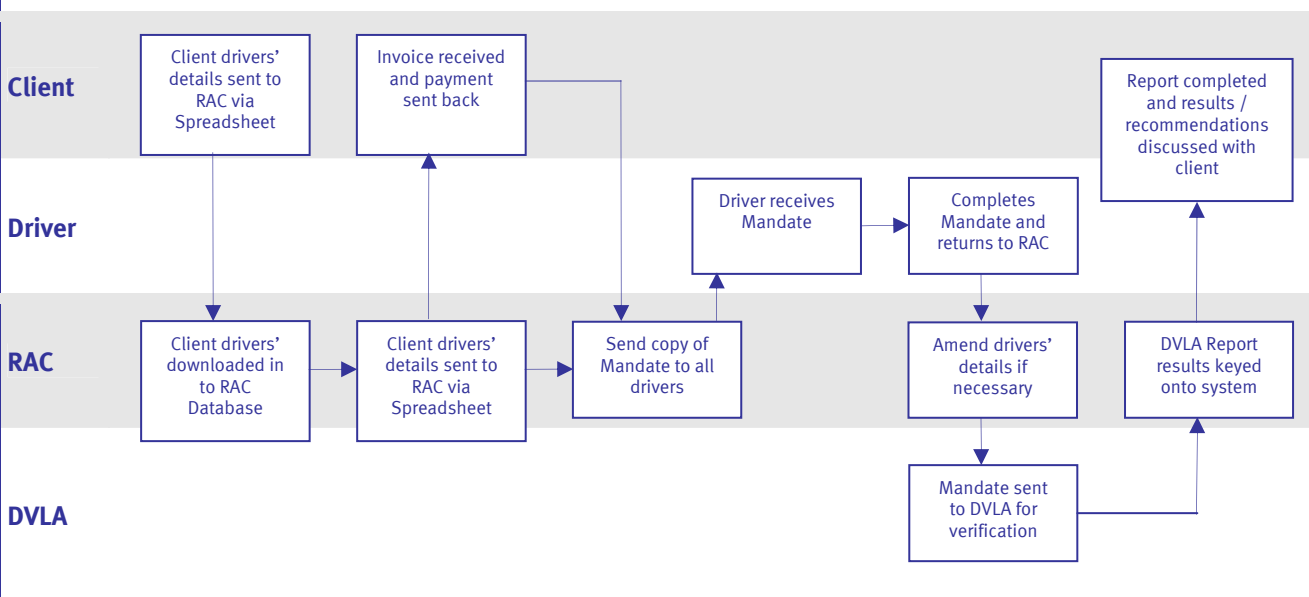 Client
Client drivers’
details sent to
RAC via
Spreadsheet
Invoice received
and payment
sent back
Report completed
and results /
recommendations
discussed with
client
Driver
Driver receives
Mandate
Completes
Mandate and
returns to RAC
RAC
Client drivers’
downloaded in
to RAC
Database
Client drivers’
details sent to
RAC via
Spreadsheet
Send copy of
Mandate to all
drivers
Amend drivers’
details if
necessary
DVLA Report
results keyed
onto system
DVLA
Mandate sent
to DVLA for
verification